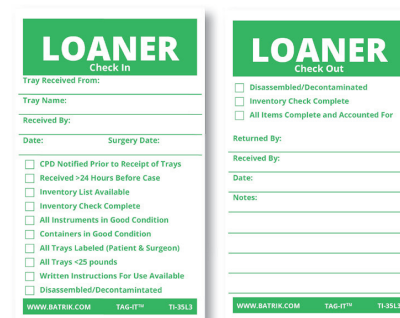 LOANER
Check In
Tray Received From:
Tray Name:
Received By:
Date: Surgery Date:
CPD Notified Prior to Receipt of Trays
Received >24 Hours Before Case
Inventory List Available
Inventory Check Complete
All Instruments in Good Condition
Containers in Good Condition
All Trays Labeled (Patient & Surgeon)
All Trays <25 pounds
Written Instructions For Use Available
Disassembled/Decontamintated
WWW.BATRIK.COM TAG-IT™ TI-35L3
LOANER
Check Out
Disassembled/Decontaminated
Inventory Check Complete
All Items Complete and Accounted For
Returned By:
Received By:
Date:
Notes:
WWW.BATRIK.COM TAG-IT™ TI-35L3